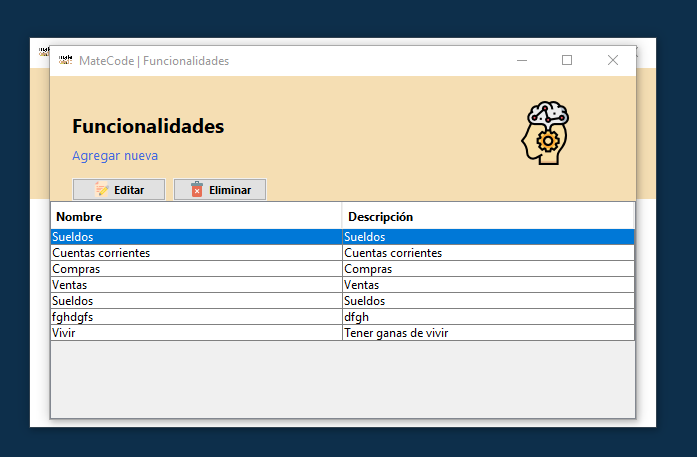 MateCode | Funcionalidades
Funcionalidades
Agregar nueva
Editar Eliminar
Nombre Descripción
Sueldos Sueldos
Cuentas corrientes Cuentas corrientes
Compras Compras
Ventas Ventas
Sueldos Sueldos
fghdgfs dfgh
Vivir Tener ganas de vivir